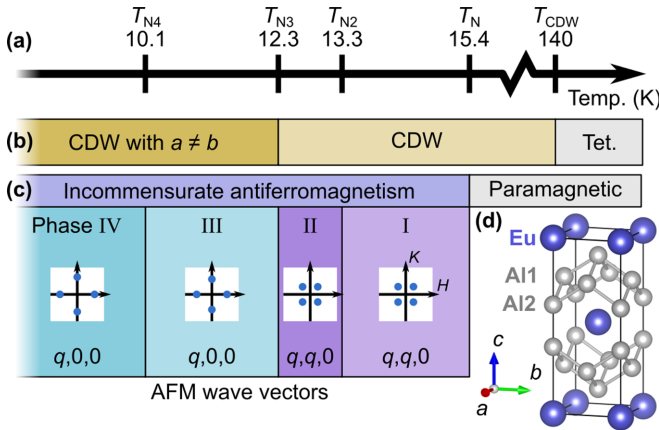 T_N4 T_N3 T_N2 T_N T_CDW
(a) 10.1 12.3 13.3 15.4 140
Temp. (K)
(b) CDW with a ≠ b CDW Tet.
(c) Incommensurate antiferromagnetism Paramagnetic
Phase IV III II I
K
H
q,0,0 q,0,0 q,q,0 q,q,0
AFM wave vectors
(d)
Eu
Al1
Al2
c
b
a